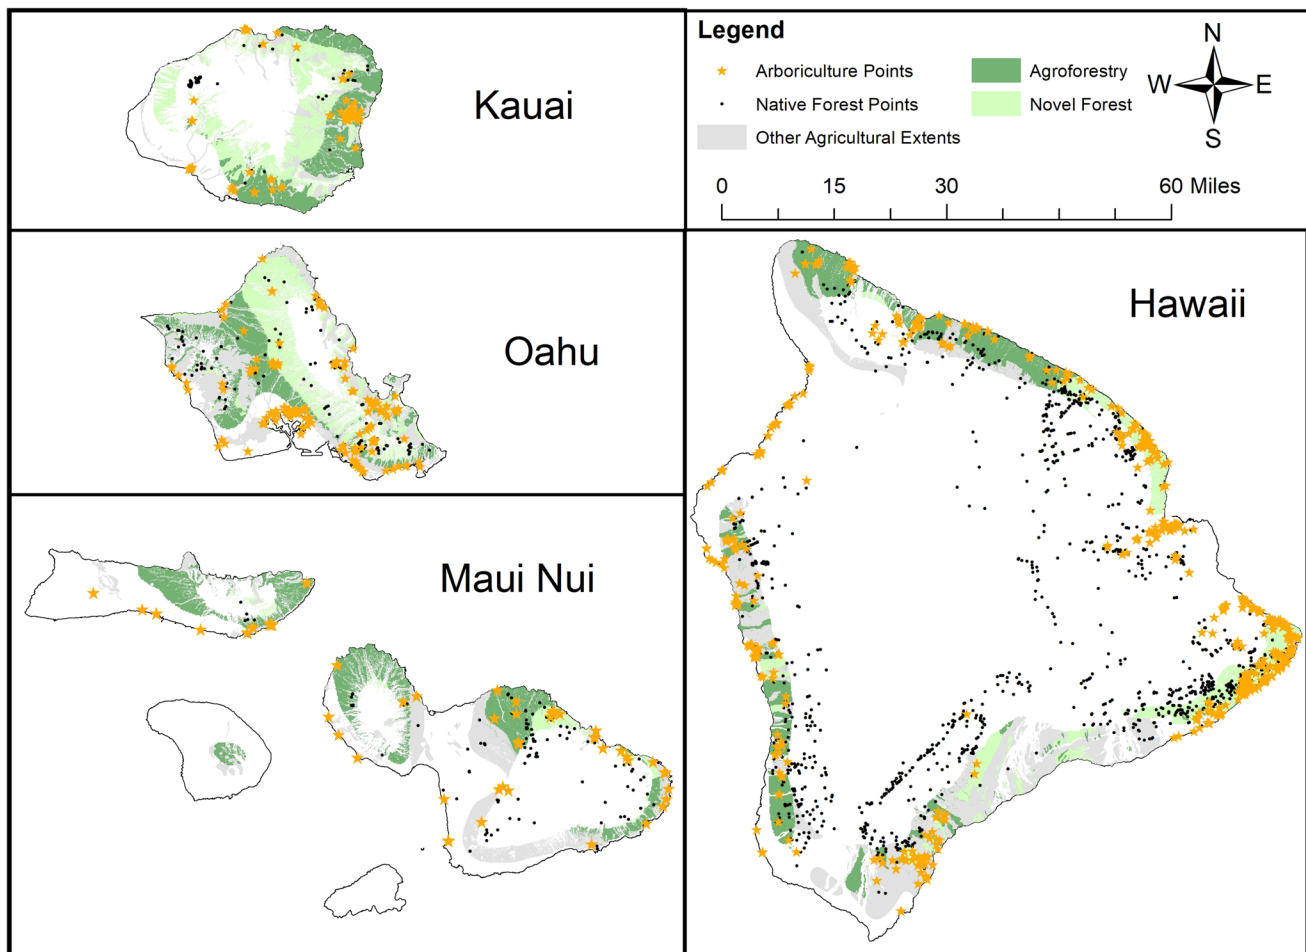 Kauai
Legend
Arboriculture Points
Native Forest Points
Other Agricultural Extents
Agroforestry
Novel Forest
N
W E
S
0 15 30 60 Miles
Oahu
Hawaii
Maui Nui